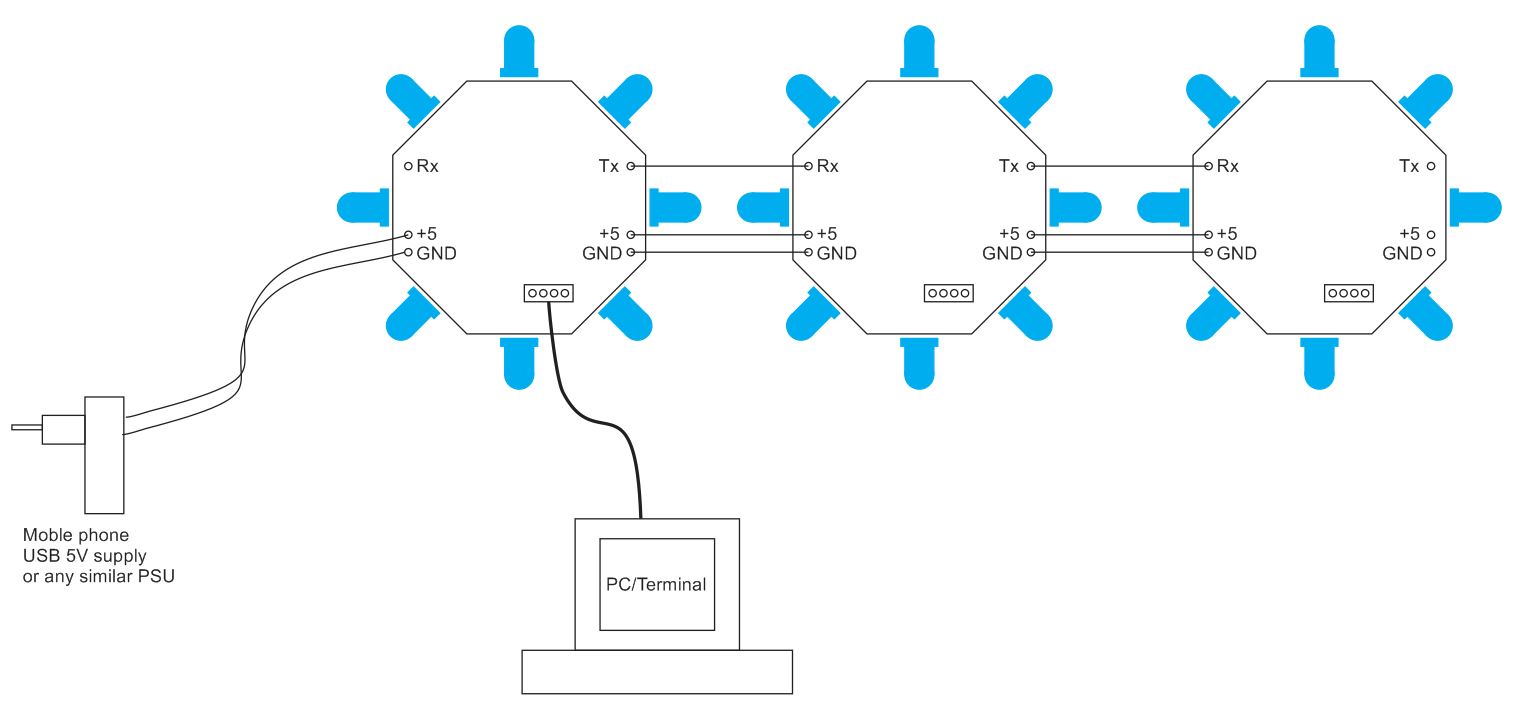 Rx Tx Rx Tx Rx Tx
+5 +5 +5 +5 +5 +5
GND GND GND GND GND GND
Moble phone
USB 5V supply
or any similar PSU
PC/Terminal